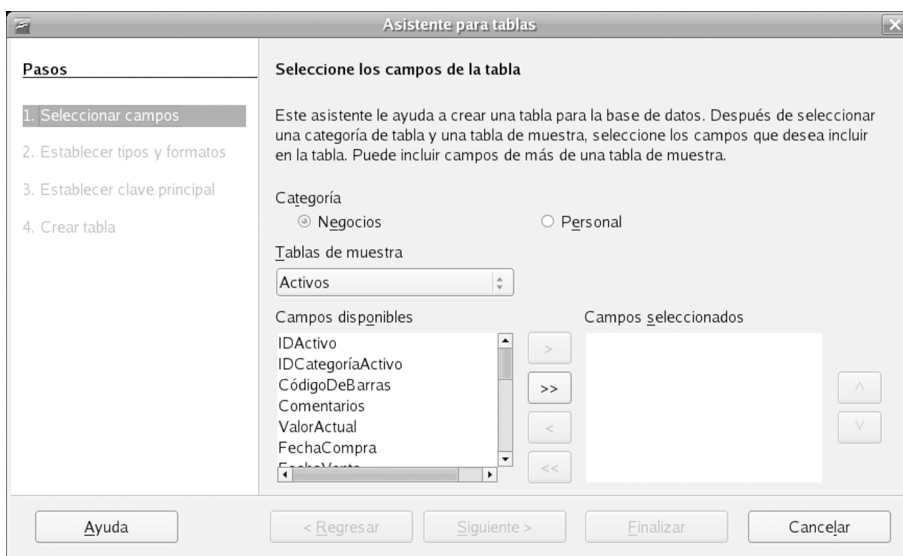 Asistente para tablas
Pasos
1. Seleccionar campos
2. Establecer tipos y formatos
3. Establecer clave principal
4. Crear tabla
Seleccione los campos de la tabla
Este asistente le ayuda a crear una tabla para la base de datos. Después de seleccionar
una categoría de tabla y una tabla de muestra, seleccione los campos que desea incluir
en la tabla. Puede incluir campos de más de una tabla de muestra.
Categoría
Negocios
Personal
Tablas de muestra
Activos
Campos disponibles
IDActivo
IDCategoríaActivo
CódigoDeBarras
Comentarios
ValorActual
FechaCompra
FechaVenta
>
>>
<
<<
Campos seleccionados
Ayuda
< Regresar
Siguiente >
Finalizar
Cancelar